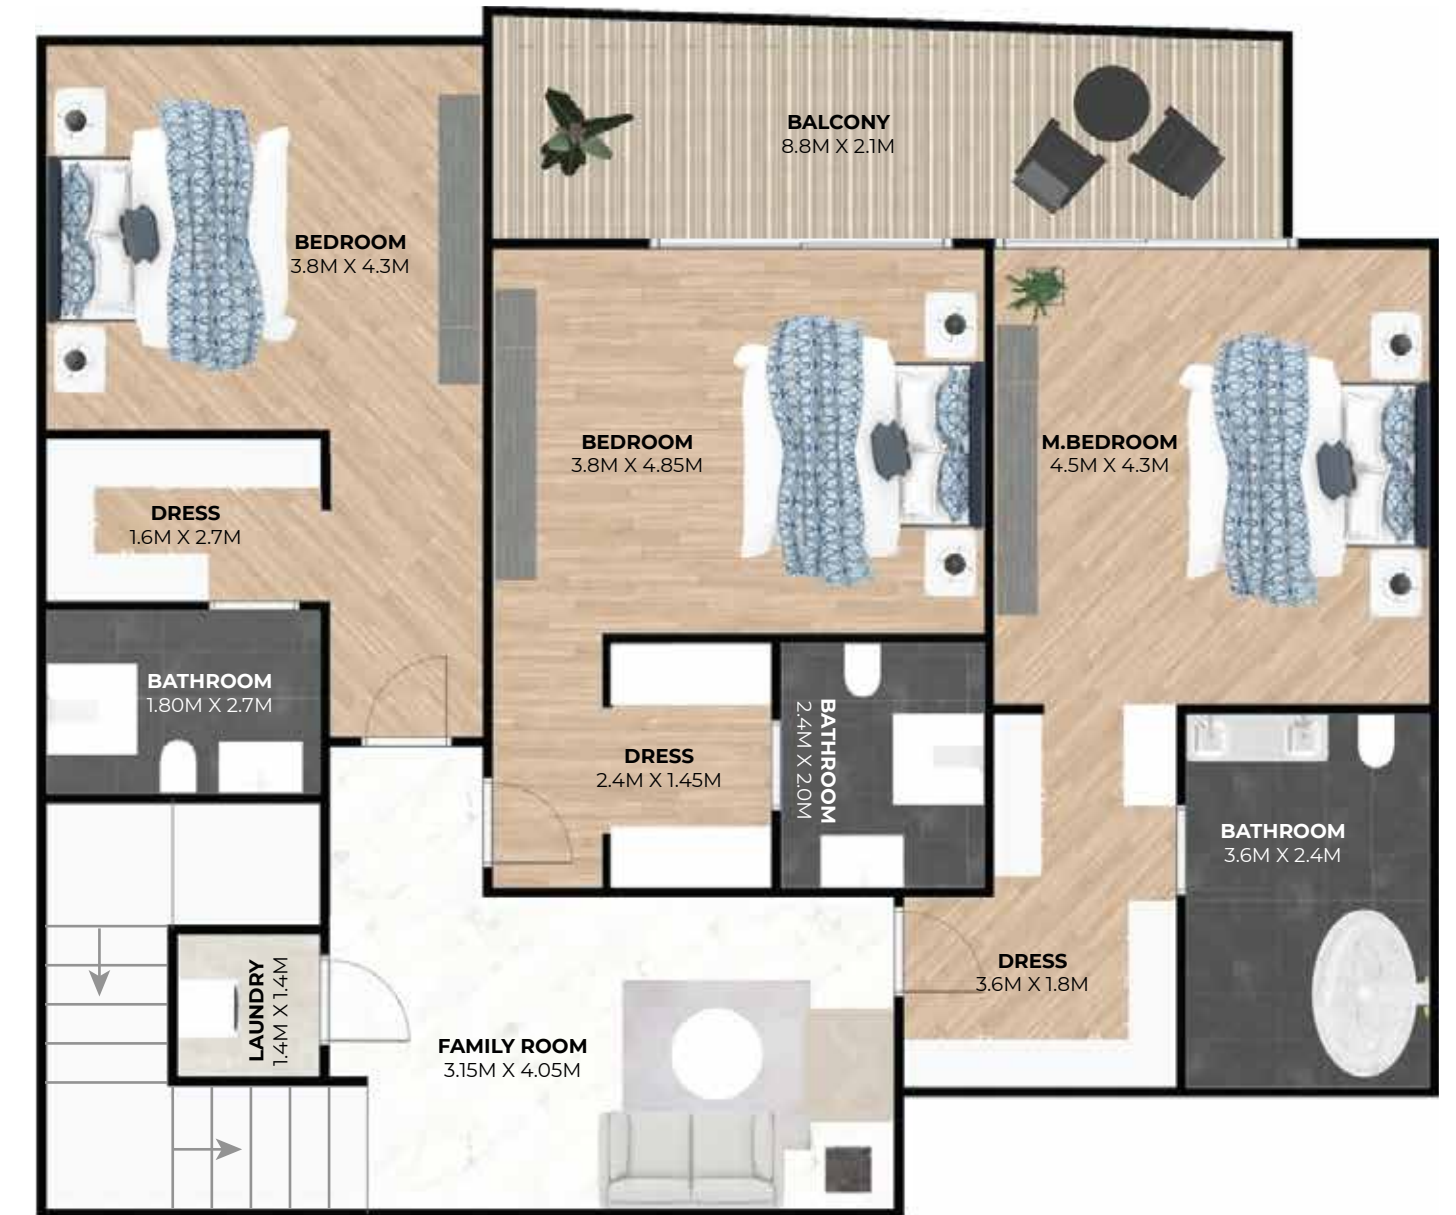 BALCONY
8.8M X 2.1M
BEDROOM
3.8M X 4.3M
BEDROOM
3.8M X 4.85M
M.BEDROOM
4.5M X 4.3M
DRESS
1.6M X 2.7M
BATHROOM
1.80M X 2.7M
DRESS
2.4M X 1.45M
BATHROOM
2.4M X 2.0M
BATHROOM
3.6M X 2.4M
DRESS
3.6M X 1.8M
LAUNDRY
1.4M X 1.4M
FAMILY ROOM
3.15M X 4.05M